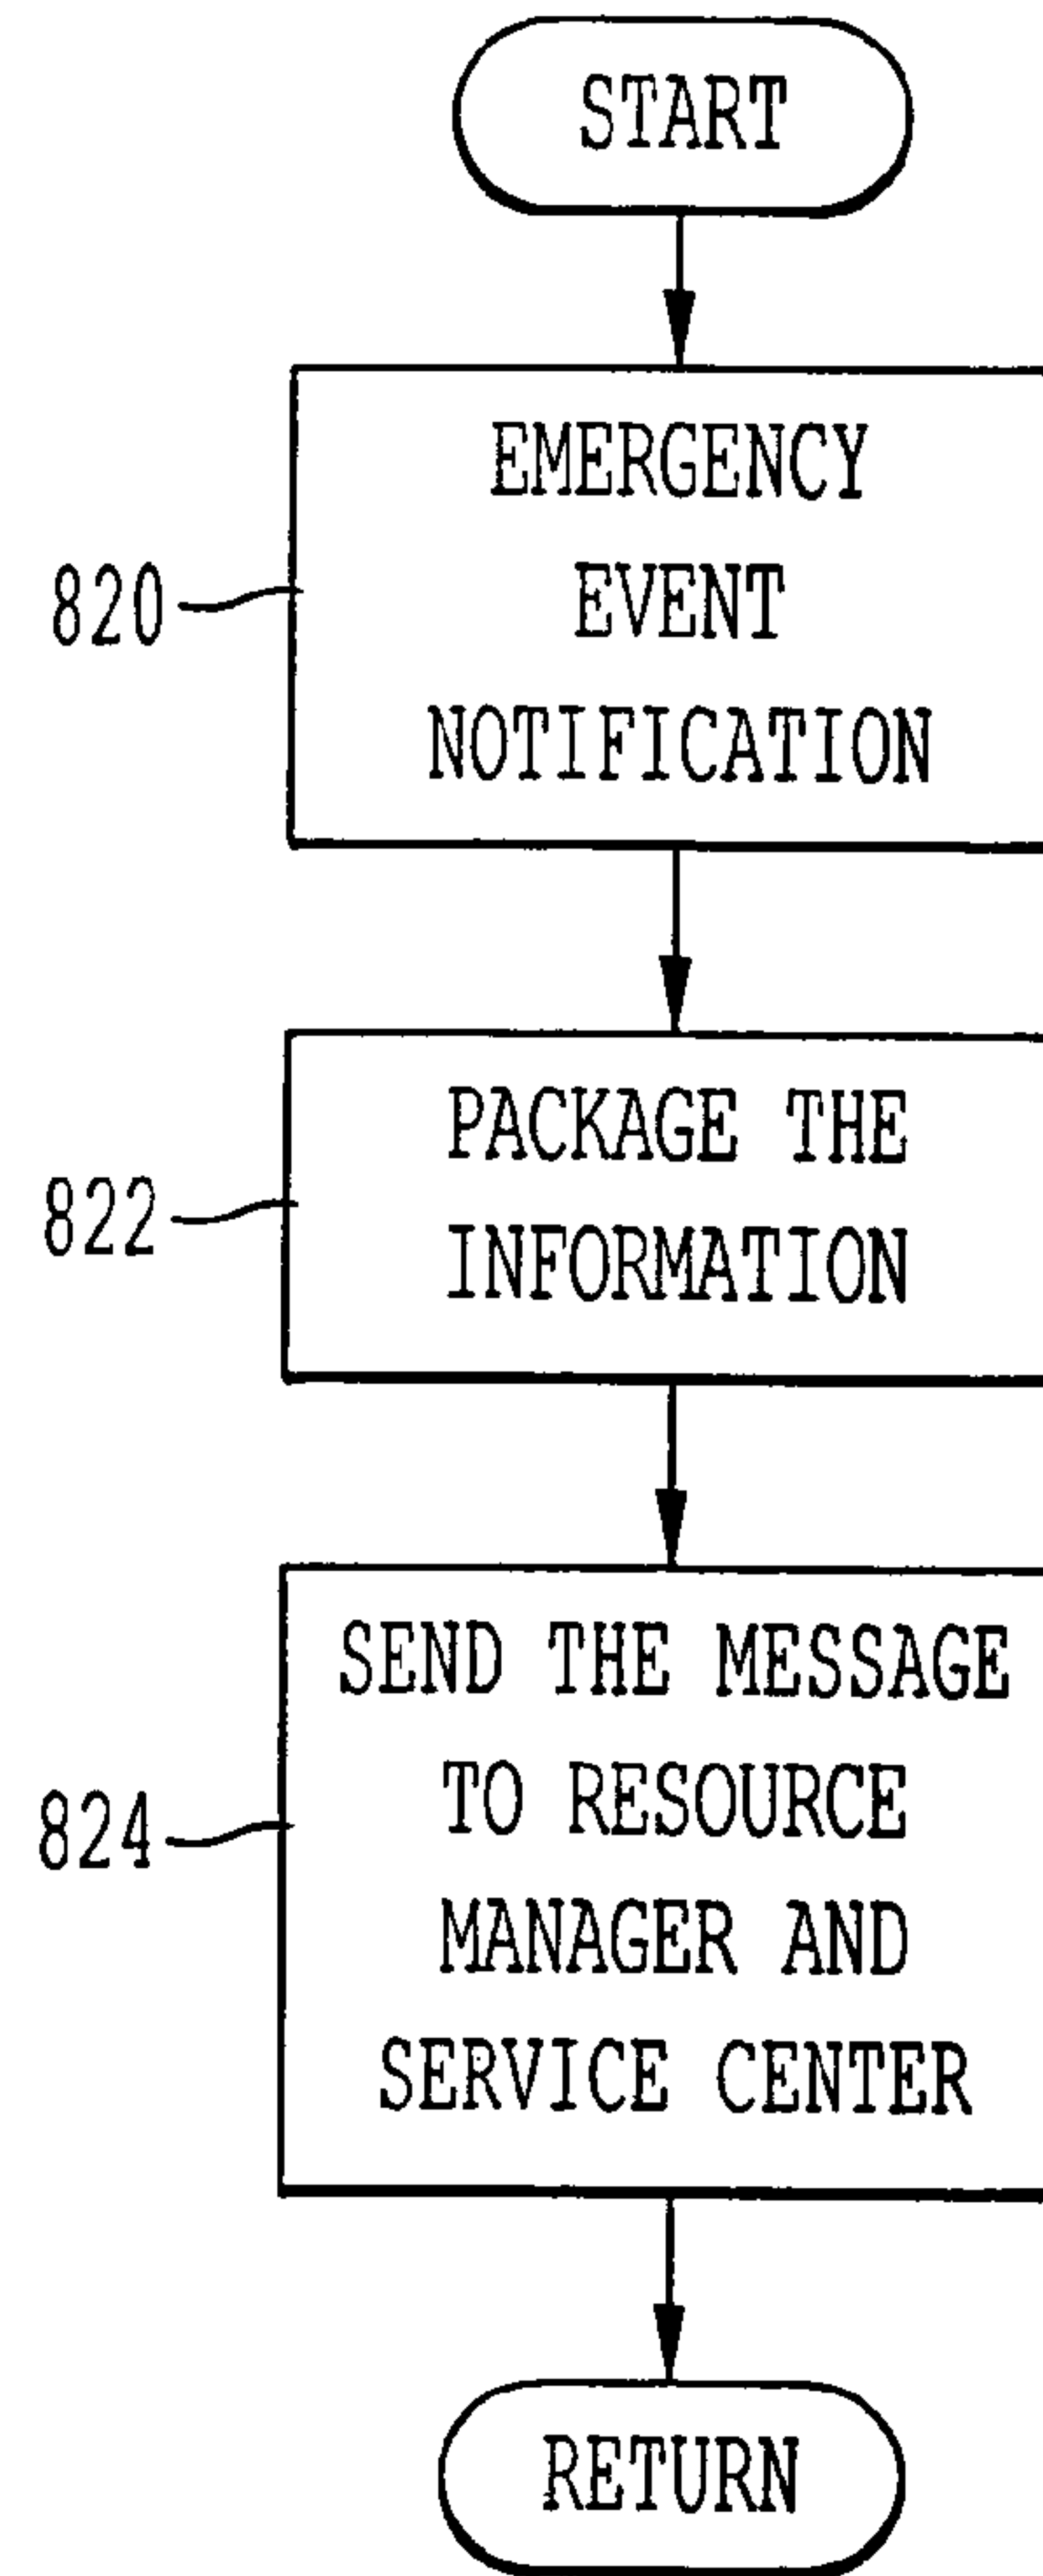 START
820
EMERGENCY
EVENT
NOTIFICATION
822
PACKAGE THE
INFORMATION
824
SEND THE MESSAGE
TO RESOURCE
MANAGER AND
SERVICE CENTER
RETURN